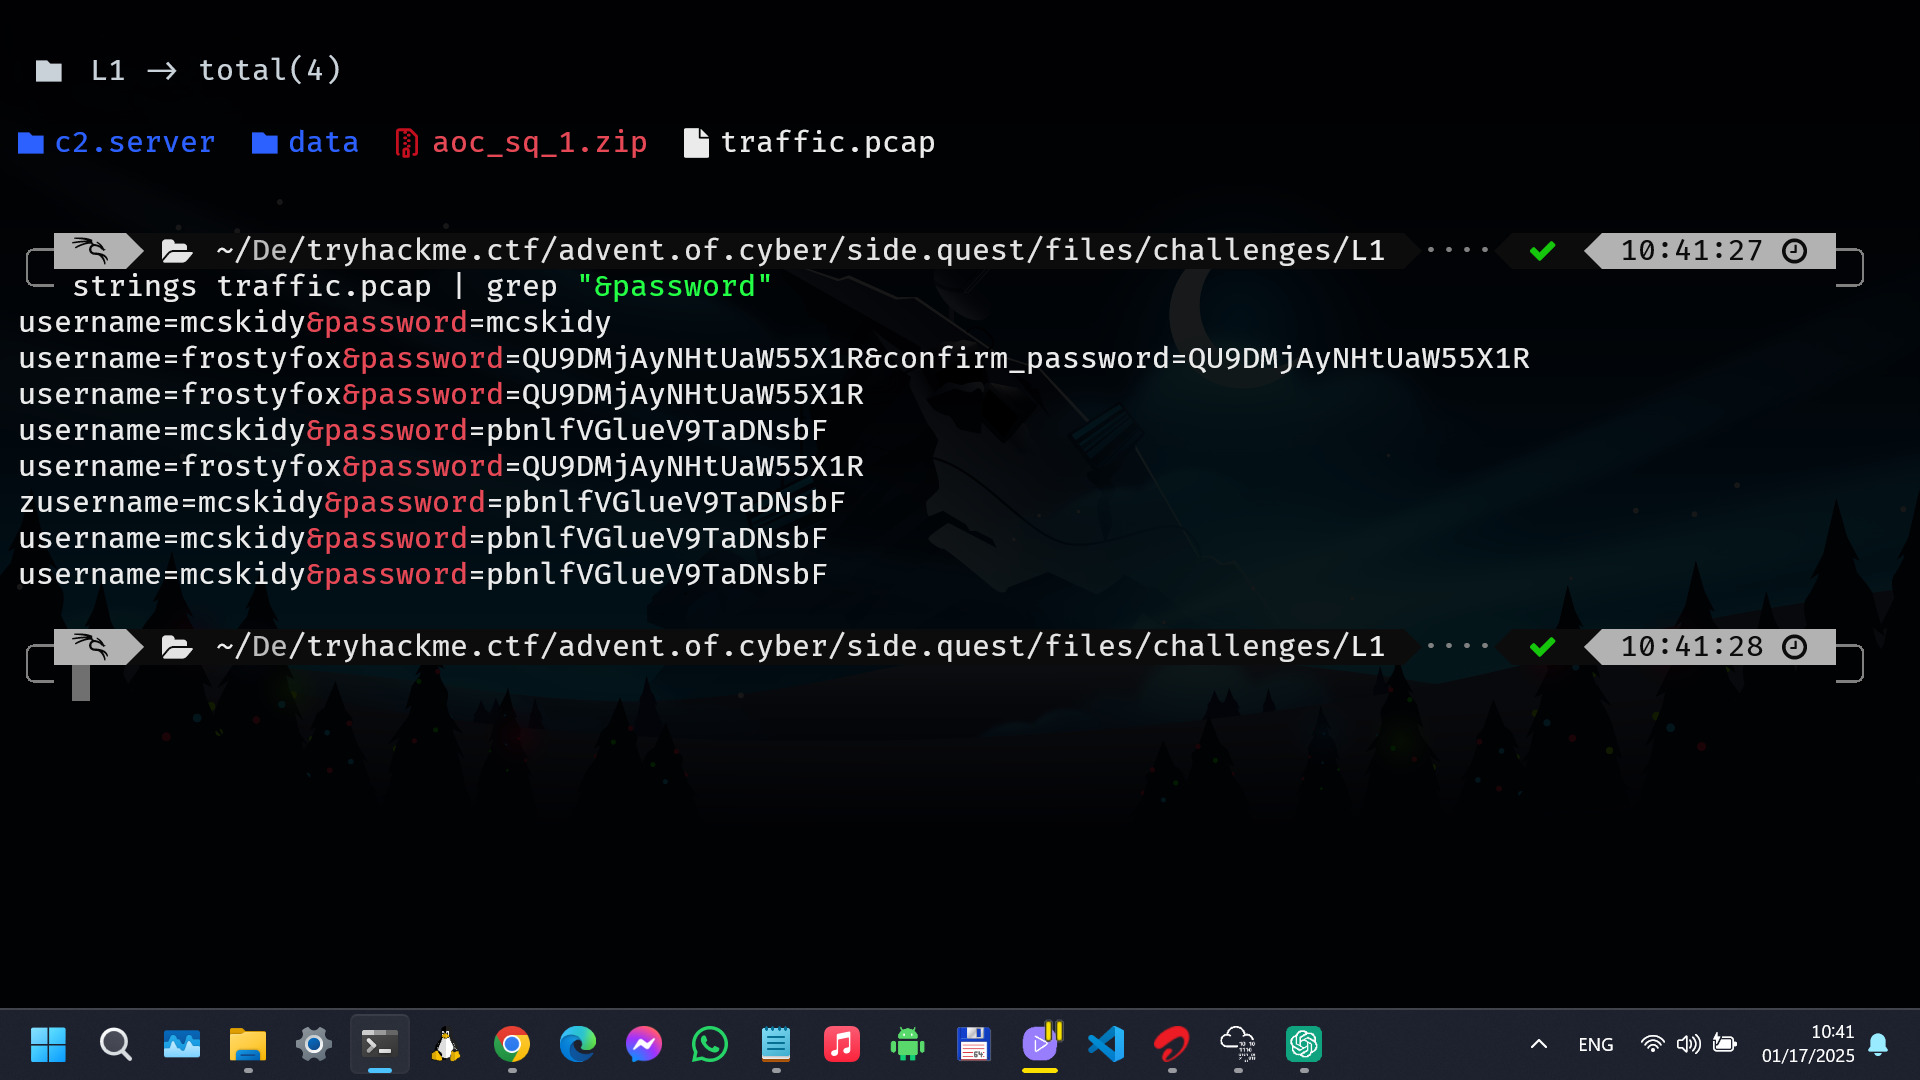 L1 → total(4)
c2.server data aoc_sq_1.zip traffic.pcap
~/De/tryhackme.ctf/advent.of.cyber/side.quest/files/challenges/L1 ···· ✓ 10:41:27
strings traffic.pcap | grep "&password"
username=mcskidy&password=mcskidy
username=frostyfox&password=QU9DMjAyNHtUaW55X1R&confirm_password=QU9DMjAyNHtUaW55X1R
username=frostyfox&password=QU9DMjAyNHtUaW55X1R
username=mcskidy&password=pbnlfVGlueV9TaDNsbF
username=frostyfox&password=QU9DMjAyNHtUaW55X1R
zusername=mcskidy&password=pbnlfVGlueV9TaDNsbF
username=mcskidy&password=pbnlfVGlueV9TaDNsbF
username=mcskidy&password=pbnlfVGlueV9TaDNsbF
~/De/tryhackme.ctf/advent.of.cyber/side.quest/files/challenges/L1 ···· ✓ 10:41:28
ENG
10:41
01/17/2025